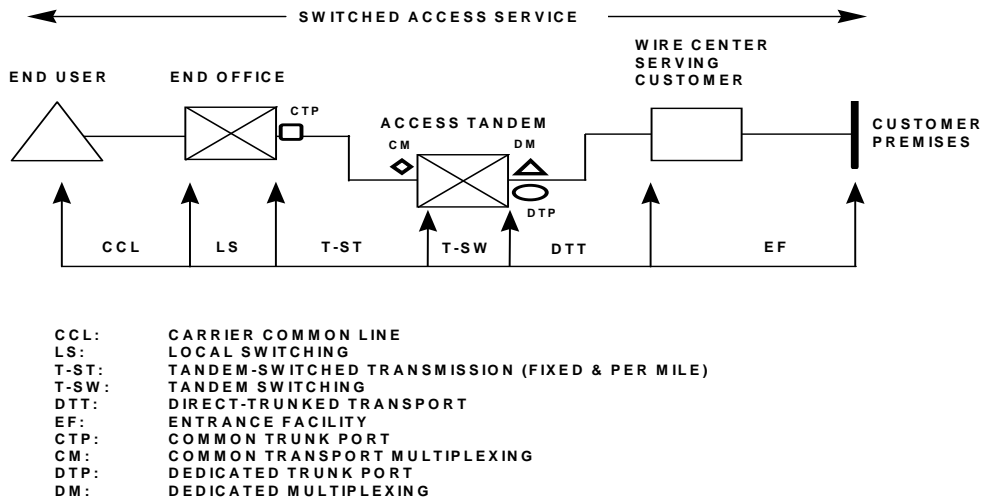 SWITCHED ACCESS SERVICE
WIRE CENTER
SERVING
CUSTOMER
END USER
END OFFICE
CTP
ACCESS TANDEM
CM
DM
CUSTOMER
PREMISES
DTP
CCL
LS
T-ST
T-SW
DTT
EF
CCL: CARRIER COMMON LINE
LS: LOCAL SWITCHING
T-ST: TANDEM-SWITCHED TRANSMISSION (FIXED & PER MILE)
T-SW: TANDEM SWITCHING
DTT: DIRECT-TRUNKED TRANSPORT
EF: ENTRANCE FACILITY
CTP: COMMON TRUNK PORT
CM: COMMON TRANSPORT MULTIPLEXING
DTP: DEDICATED TRUNK PORT
DM: DEDICATED MULTIPLEXING